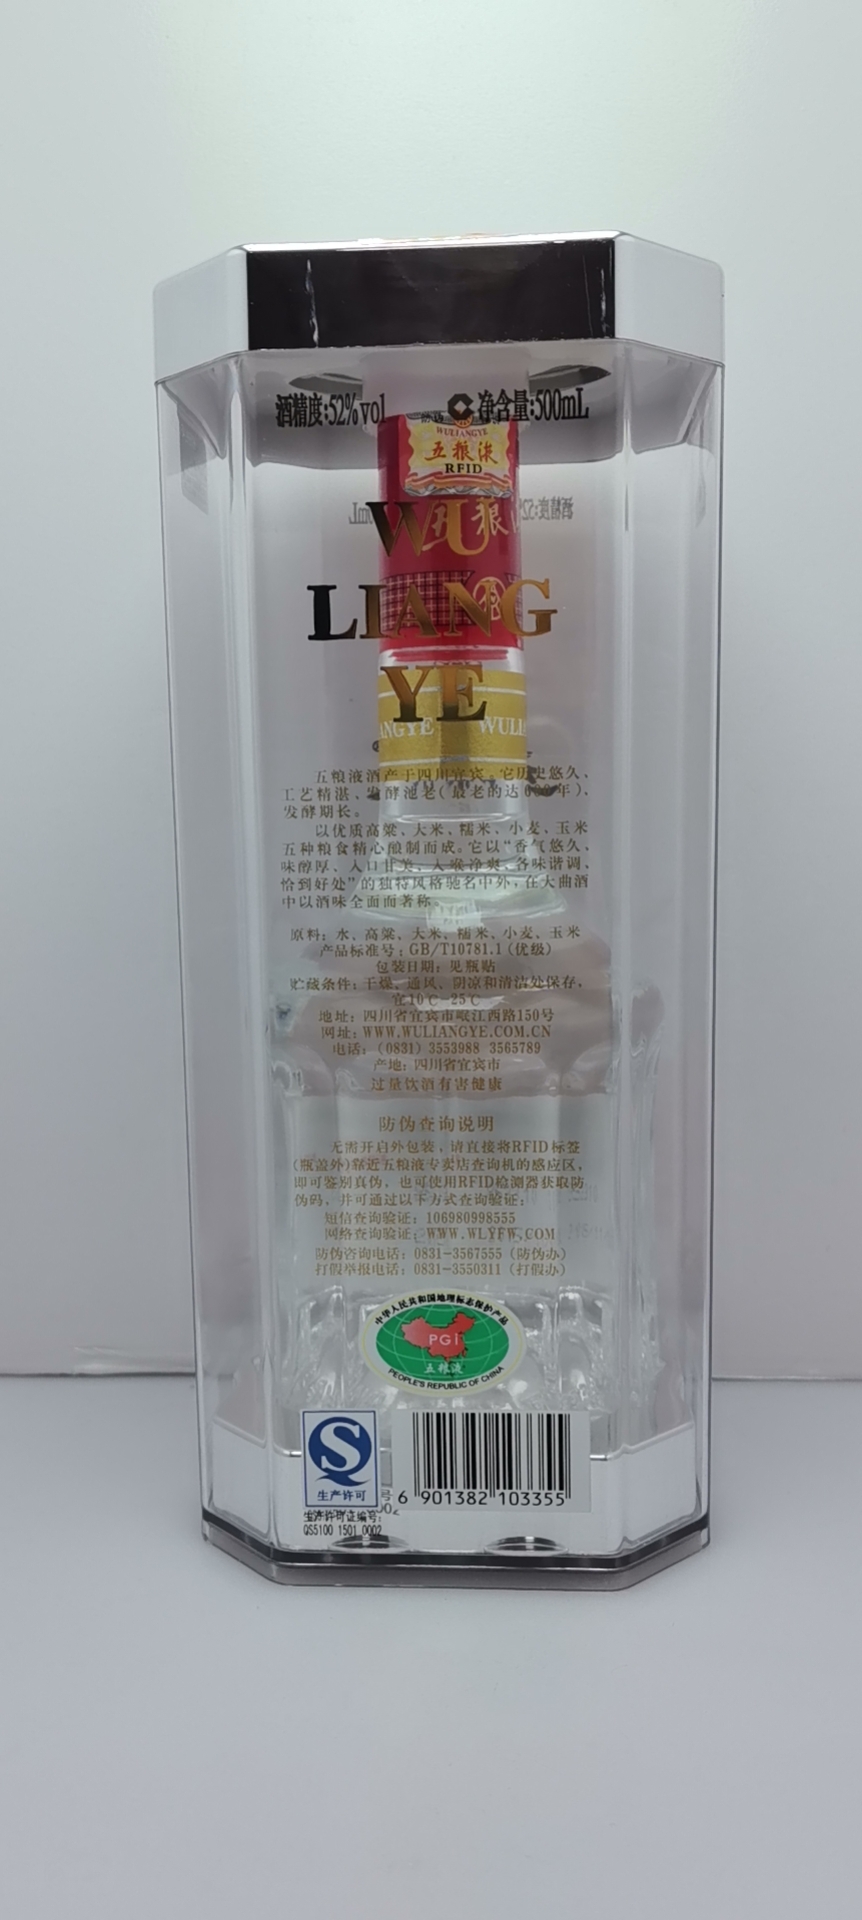 酒精度:52%vol 净含量:500mL
WULIANGYE
五粮液
RFID
WU
LIANG
YE
ANGYE WULI
五粮液酒产于四川宜宾。它历史悠久、
工艺精湛、发酵池老(最老的达600年)、
发酵期长。
以优质高粱、大米、糯米、小麦、玉米
五种粮食精心酿制而成。它以“香气悠久、
味醇厚、入口甘美、入喉净爽、各味谐调、
恰到好处”的独特风格驰名中外,在大曲酒
中以酒味全面而著称。
原料: 水、高粱、大米、糯米、小麦、玉米
产品标准号: GB/T10781.1(优级)
包装日期: 见瓶贴
贮藏条件: 干燥、通风、阴凉和清洁处保存,
宜10℃-25℃
地址: 四川省宜宾市岷江西路150号
网址: WWW.WULIANGYE.COM.CN
电话: (0831) 3553988 3565789
产地: 四川省宜宾市
过量饮酒有害健康
防伪查询说明
无需开启外包装,请直接将RFID标签
(瓶盖外)靠近五粮液专卖店查询机的感应区,
即可鉴别真伪,也可使用RFID检测器获取防
伪码,并可通过以下方式查询验证:
短信查询验证: 106980998555
网络查询验证: WWW.WLYFW.COM
防伪咨询电话: 0831-3567555 (防伪办)
打假举报电话: 0831-3550311 (打假办)
中华人民共和国地理标志保护产品
PGI
五粮液
PEOPLE'S REPUBLIC OF CHINA
生产许可
6 901382 103355
生产许可证编号:
QS5100 1501 0002